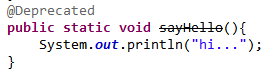 @Deprecated
public static void sayHello(){
    System.out.println("hi...");
}